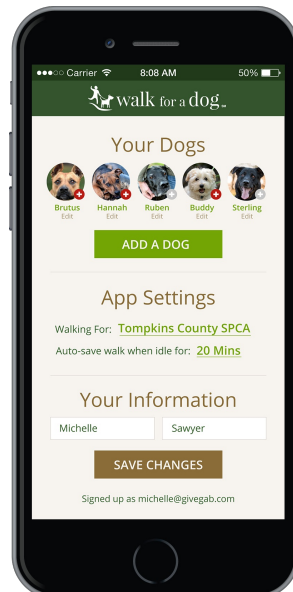 Carrier 8:08 AM 50%
walk for a dog
Your Dogs
Brutus Hannah Ruben Buddy Sterling
Edit Edit Edit Edit Edit
ADD A DOG
App Settings
Walking For: Tompkins County SPCA
Auto-save walk when idle for: 20 Mins
Your Information
Michelle Sawyer
SAVE CHANGES
Signed up as michelle@givegab.com